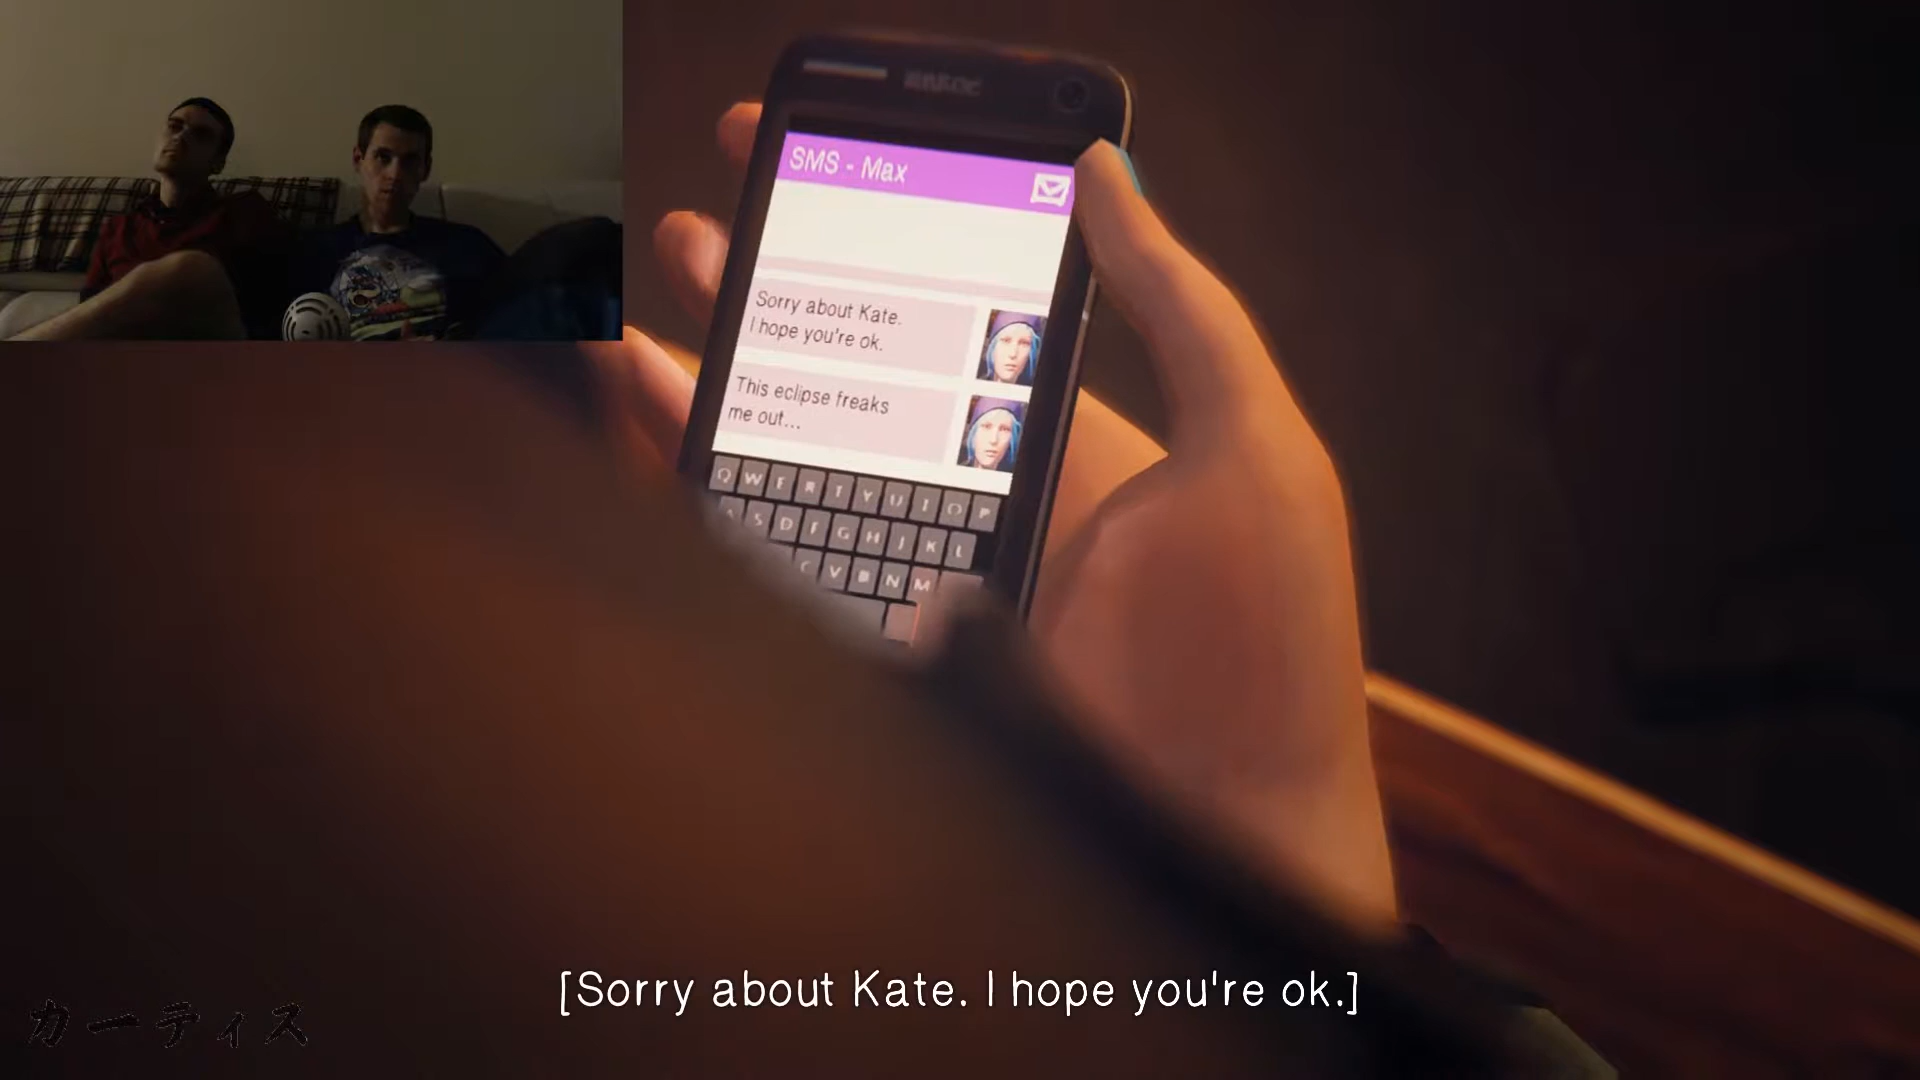 SMS - Max
Sorry about Kate.
I hope you're ok.
This eclipse freaks
me out...
Q W E R T Y U I O P
A S D F G H J K L
C V B N M
[Sorry about Kate. I hope you're ok.]
カーティス